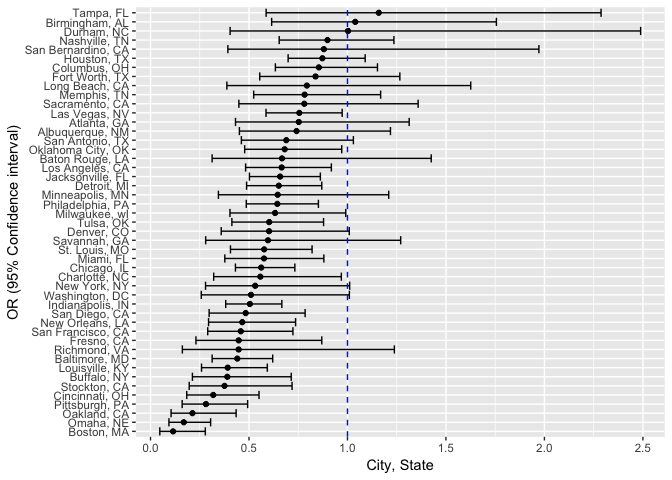 Tampa, FL
Birmingham, AL
Durham, NC
Nashville, TN
San Bernardino, CA
Houston, TX
Columbus, OH
Fort Worth, TX
Long Beach, CA
Memphis, TN
Sacramento, CA
Las Vegas, NV
Atlanta, GA
Albuquerque, NM
San Antonio, TX
Oklahoma City, OK
Baton Rouge, LA
Los Angeles, CA
Jacksonville, FL
Detroit, MI
Minneapolis, MN
Philadelphia, PA
Milwaukee, wI
Tulsa, OK
Denver, CO
Savannah, GA
St. Louis, MO
Miami, FL
Chicago, IL
Charlotte, NC
New York, NY
Washington, DC
Indianapolis, IN
San Diego, CA
New Orleans, LA
San Francisco, CA
Fresno, CA
Richmond, VA
Baltimore, MD
Louisville, KY
Buffalo, NY
Stockton, CA
Cincinnati, OH
Pittsburgh, PA
Oakland, CA
Omaha, NE
Boston, MA
OR (95% Confidence interval)
0.0 0.5 1.0 1.5 2.0 2.5
City, State